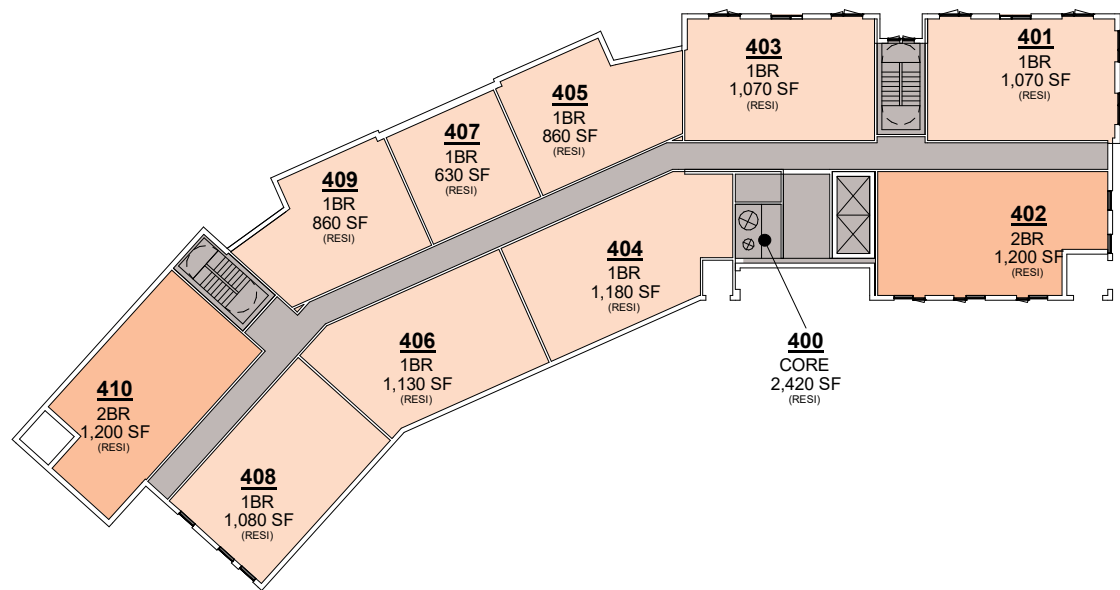 403
1BR
1,070 SF
(RESI)
401
1BR
1,070 SF
(RESI)
405
1BR
860 SF
(RESI)
407
1BR
630 SF
(RESI)
409
1BR
860 SF
(RESI)
402
2BR
1,200 SF
(RESI)
404
1BR
1,180 SF
(RESI)
406
1BR
1,130 SF
(RESI)
400
CORE
2,420 SF
(RESI)
410
2BR
1,200 SF
(RESI)
408
1BR
1,080 SF
(RESI)